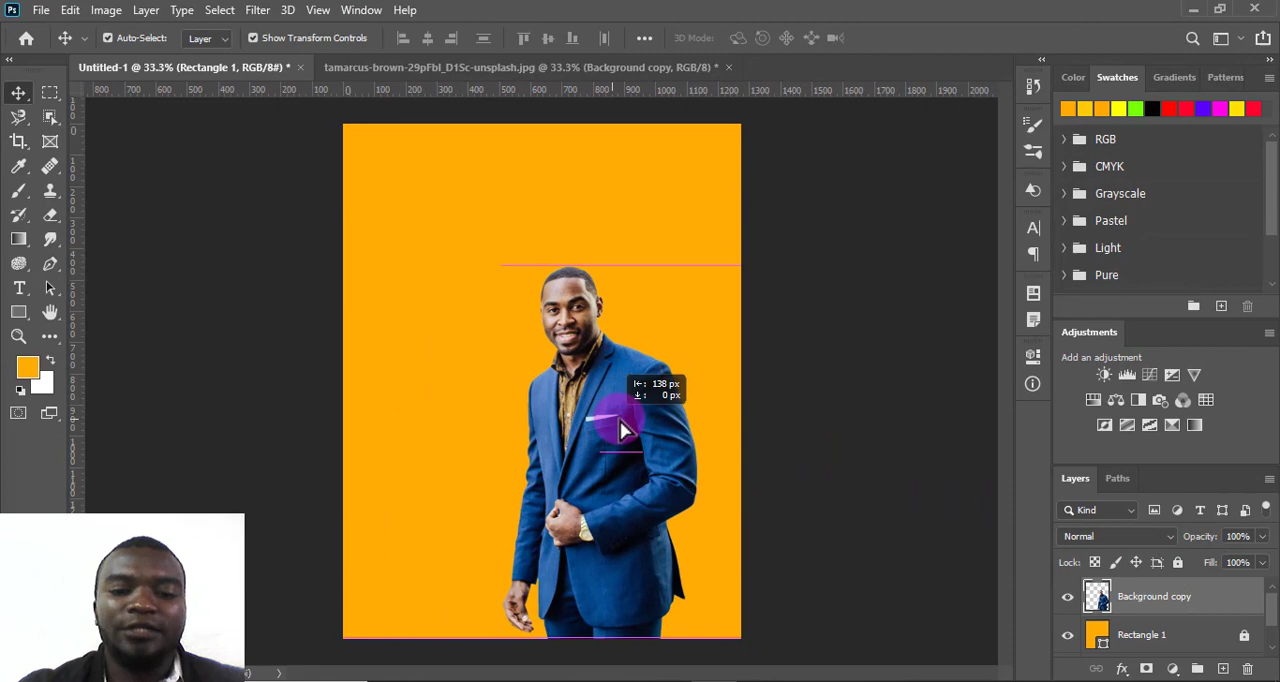 Ps File Edit Image Layer Type Select Filter 3D View Window Help
Auto-Select: Layer Show Transform Controls 3D Mode:
Untitled-1 @ 33.3% (Rectangle 1, RGB/8#) * tamarcus-brown-29pFbI_D1Sc-unsplash.jpg @ 33.3% (Background copy, RGB/8) *
800 700 600 500 400 300 200 100 0 100 200 300 400 500 600 700 800 900 1000 1100 1200 1300 1400 1500 1600 1700 1800 1900 2000
Color Swatches Gradients Patterns
RGB
CMYK
Grayscale
Pastel
Light
Pure
Adjustments
Add an adjustment
138 px
0 px
Layers Paths
Kind
Normal Opacity: 100%
Lock: Fill: 100%
Background copy
Rectangle 1
fx